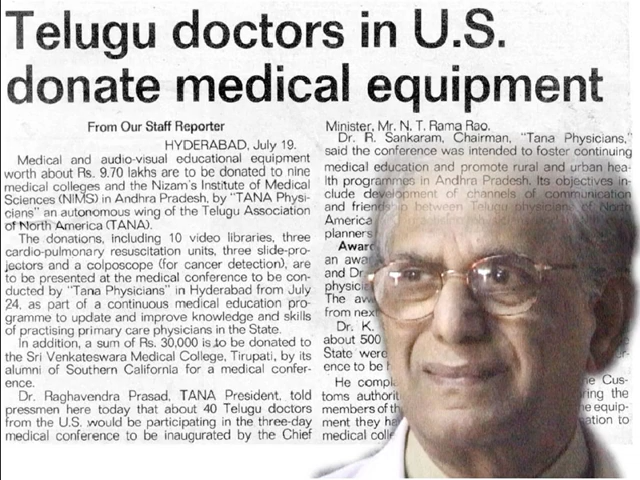 Telugu doctors in U.S.
donate medical equipment
From Our Staff Reporter
HYDERABAD, July 19.
Medical and audio-visual educational equipment
worth about Rs. 9.70 lakhs are to be donated to nine
medical colleges and the Nizam's Institute of Medical
Sciences (NIMS) in Andhra Pradesh, by "TANA Physi-
cians" an autonomous wing of the Telugu Association
of North America (TANA).
The donations, including 10 video libraries, three
cardio-pulmonary resuscitation units, three slide-pro-
jectors and a colposcope (for cancer detection), are
to be presented at the medical conference to be con-
ducted by "Tana Physicians" in Hyderabad from July
24, as part of a continuous medical education pro-
gramme to update and improve knowledge and skills
of practising primary care physicians in the State.
In addition, a sum of Rs. 30,000 is to be donated to
the Sri Venkateswara Medical College, Tirupati, by its
alumni of Southern California for a medical confer-
ence.
Dr. Raghavendra Prasad, TANA President, told
pressmen here today that about 40 Telugu doctors
from the U.S. would be participating in the three-day
medical conference to be inaugurated by the Chief
Minister, Mr. N. T. Rama Rao.
Dr. R. Sankaram, Chairman, "Tana Physicians,"
said the conference was intended to foster continuing
medical education and promote rural and urban hea-
lth programmes in Andhra Pradesh. Its objectives in-
clude development of channels of communication
and friendship between Telugu physicians of North
America
planners
Award
an awa
and Dr
physicia
The aw
from nex
Dr. K.
about 500
State were
ence to be h
He compl the Cus-
toms authorit ring the
members of th e equip-
ment they ha ation to
medical coll